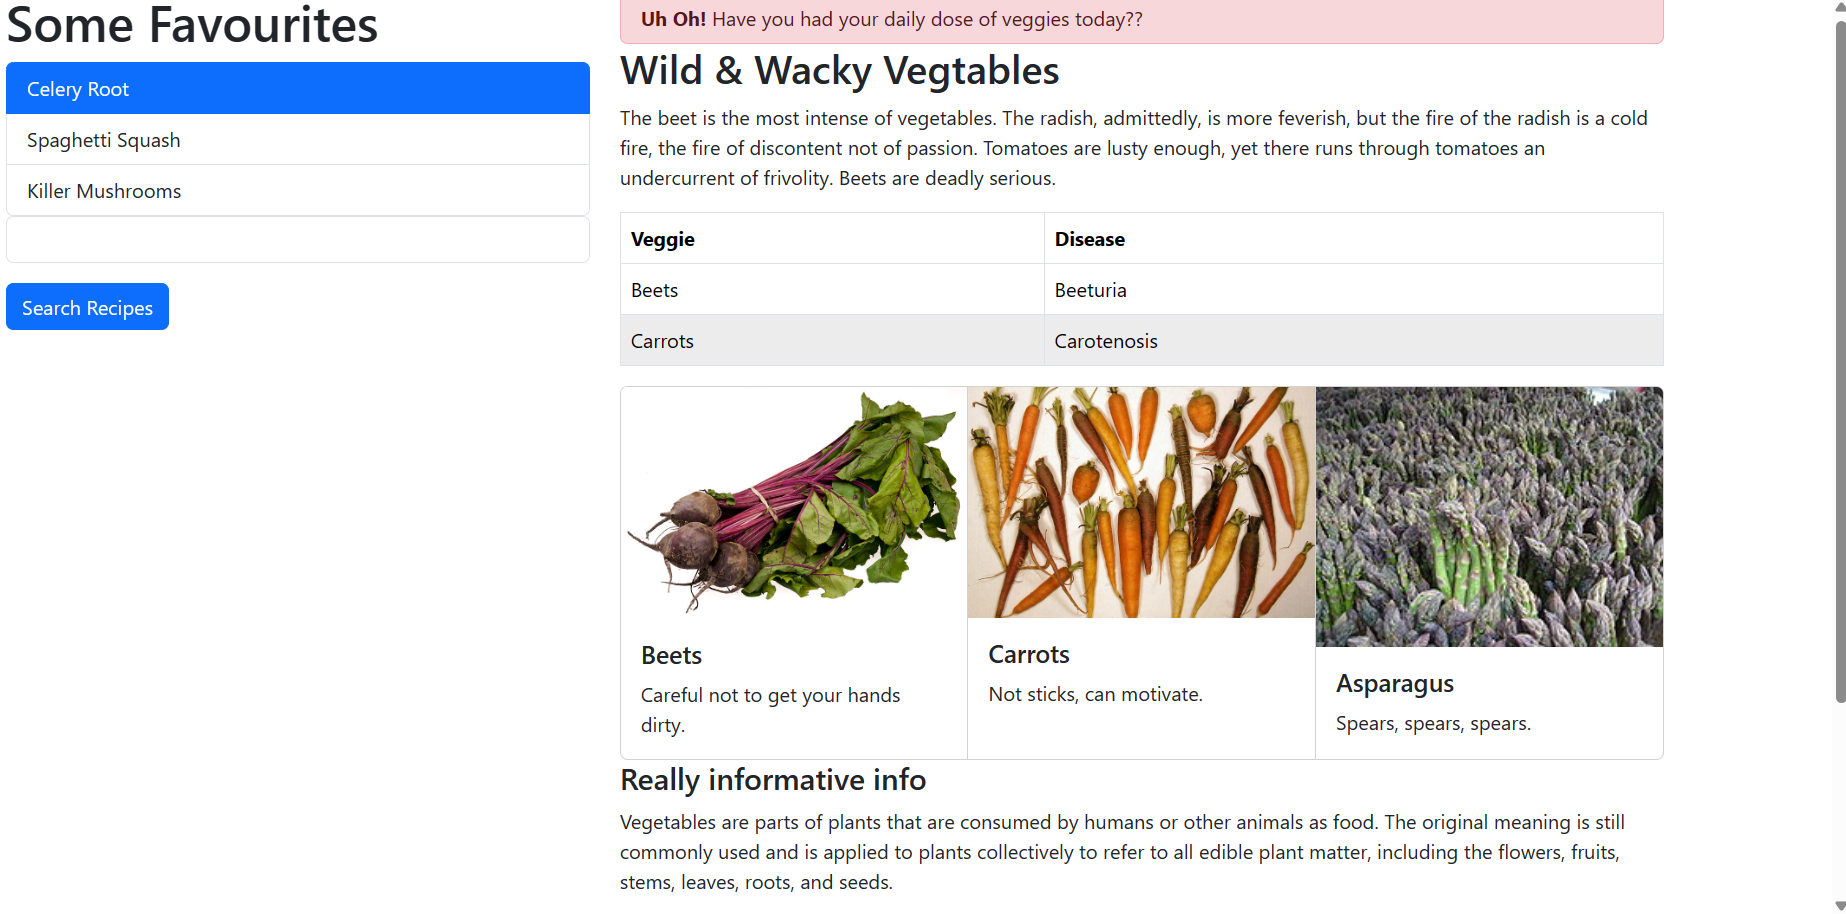 Some Favourites
Celery Root
Spaghetti Squash
Killer Mushrooms
Search Recipes
Uh Oh! Have you had your daily dose of veggies today??
Wild & Wacky Vegtables
The beet is the most intense of vegetables. The radish, admittedly, is more feverish, but the fire of the radish is a cold
fire, the fire of discontent not of passion. Tomatoes are lusty enough, yet there runs through tomatoes an
undercurrent of frivolity. Beets are deadly serious.
Veggie Disease
Beets Beeturia
Carrots Carotenosis
Beets
Careful not to get your hands
dirty.
Carrots
Not sticks, can motivate.
Asparagus
Spears, spears, spears.
Really informative info
Vegetables are parts of plants that are consumed by humans or other animals as food. The original meaning is still
commonly used and is applied to plants collectively to refer to all edible plant matter, including the flowers, fruits,
stems, leaves, roots, and seeds.